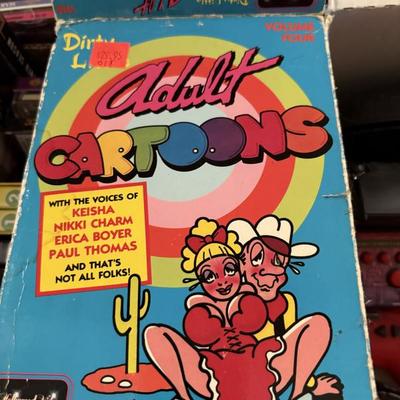 VOLUME
FOUR
Dirty
Adult
CARTOONS
WITH THE VOICES OF
KEISHA
NIKKI CHARM
ERICA BOYER
PAUL THOMAS
AND THAT'S
NOT ALL FOLKS!